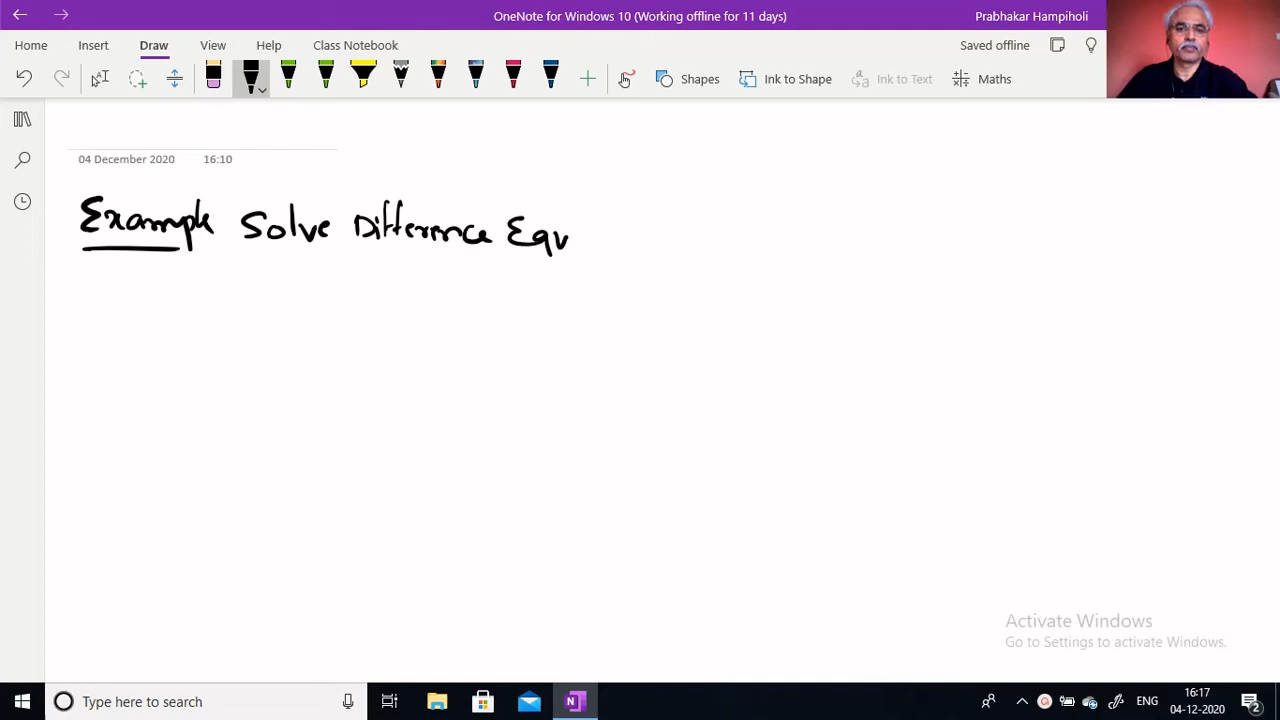 OneNote for Windows 10 (Working offline for 11 days)
Prabhakar Hampiholi
Home Insert Draw View Help Class Notebook
Saved offline
Shapes Ink to Shape Ink to Text Maths
04 December 2020 16:10
Example Solve Difference Equ
Activate Windows
Go to Settings to activate Windows.
Type here to search
ENG
16:17
04-12-2020
2